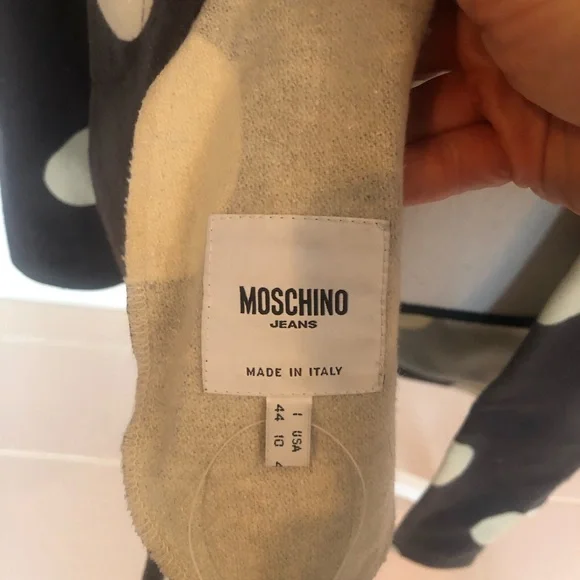 MOSCHINO
JEANS
MADE IN ITALY
I USA
44 10